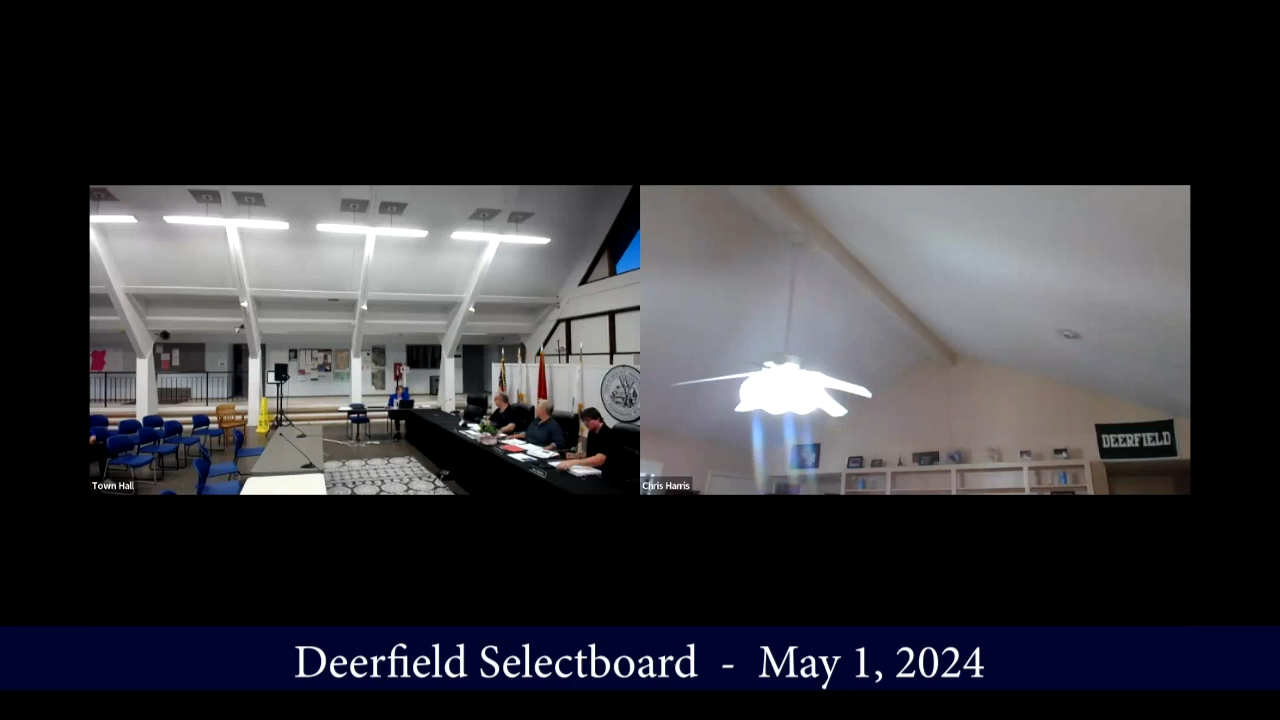 DEERFIELD
Town Hall
Chris Harris
Deerfield Selectboard - May 1, 2024